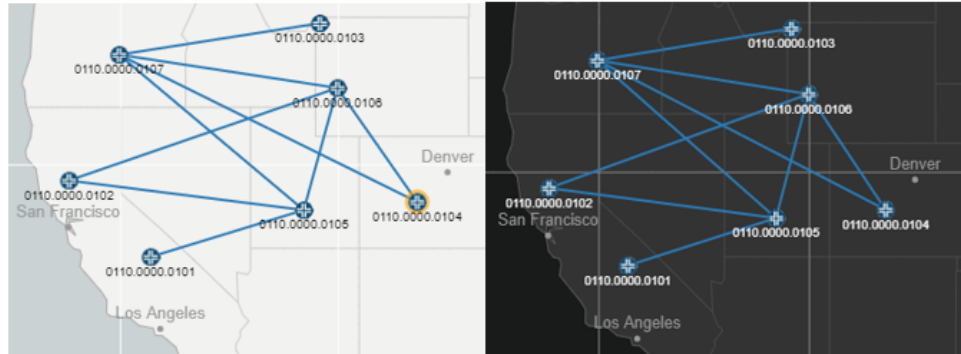 0110.0000.0103
0110.0000.0107
0110.0000.0106
Denver
0110.0000.0102
San Francisco
0110.0000.0105
0110.0000.0104
0110.0000.0101
Los Angeles
0110.0000.0103
0110.0000.0107
0110.0000.0106
Denver
0110.0000.0102
San Francisco
0110.0000.0105
0110.0000.0104
0110.0000.0101
Los Angeles